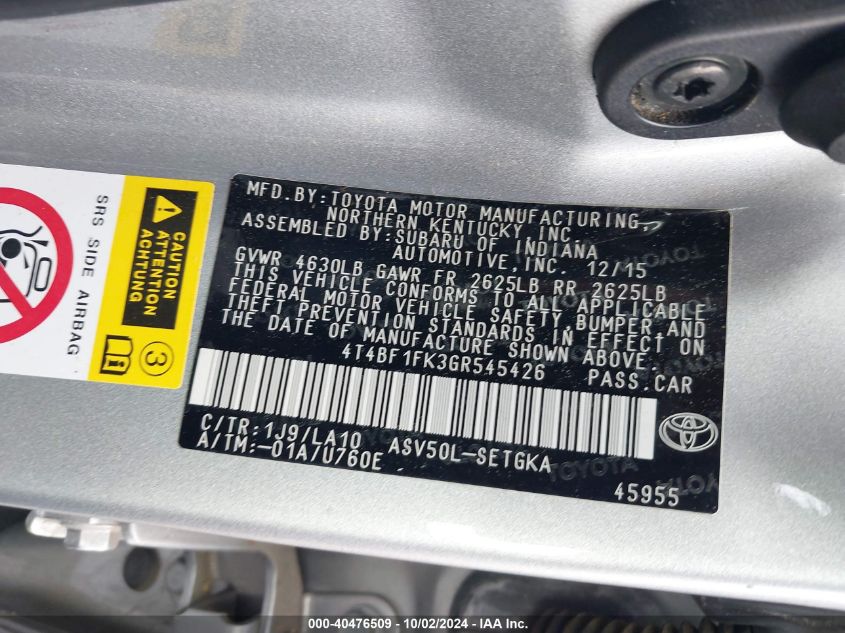 MFD.BY:TOYOTA MOTOR MANUFACTURING,
NORTHERN KENTUCKY, INC
ASSEMBLED BY:SUBARU OF INDIANA
AUTOMOTIVE,INC. 12/15
GVWR 4630LB GAWR FR 2625LB RR 2625LB
THIS VEHICLE CONFORMS TO ALL APPLICABLE
FEDERAL MOTOR VEHICLE SAFETY,BUMPER AND
THEFT PREVENTION STANDARDS IN EFFECT ON
THE DATE OF MANUFACTURE SHOWN ABOVE.
4T4BF1FK3GR545426 PASS.CAR
C/TR:1J9/LA10 ASV50L-SETGKA
A/TM:-01A/U760E
TOYOTA
45955
SRS SIDE AIRBAG
CAUTION
ATTENTION
ACHTUNG
3
000-40476509 - 10/02/2024 - IAA Inc.